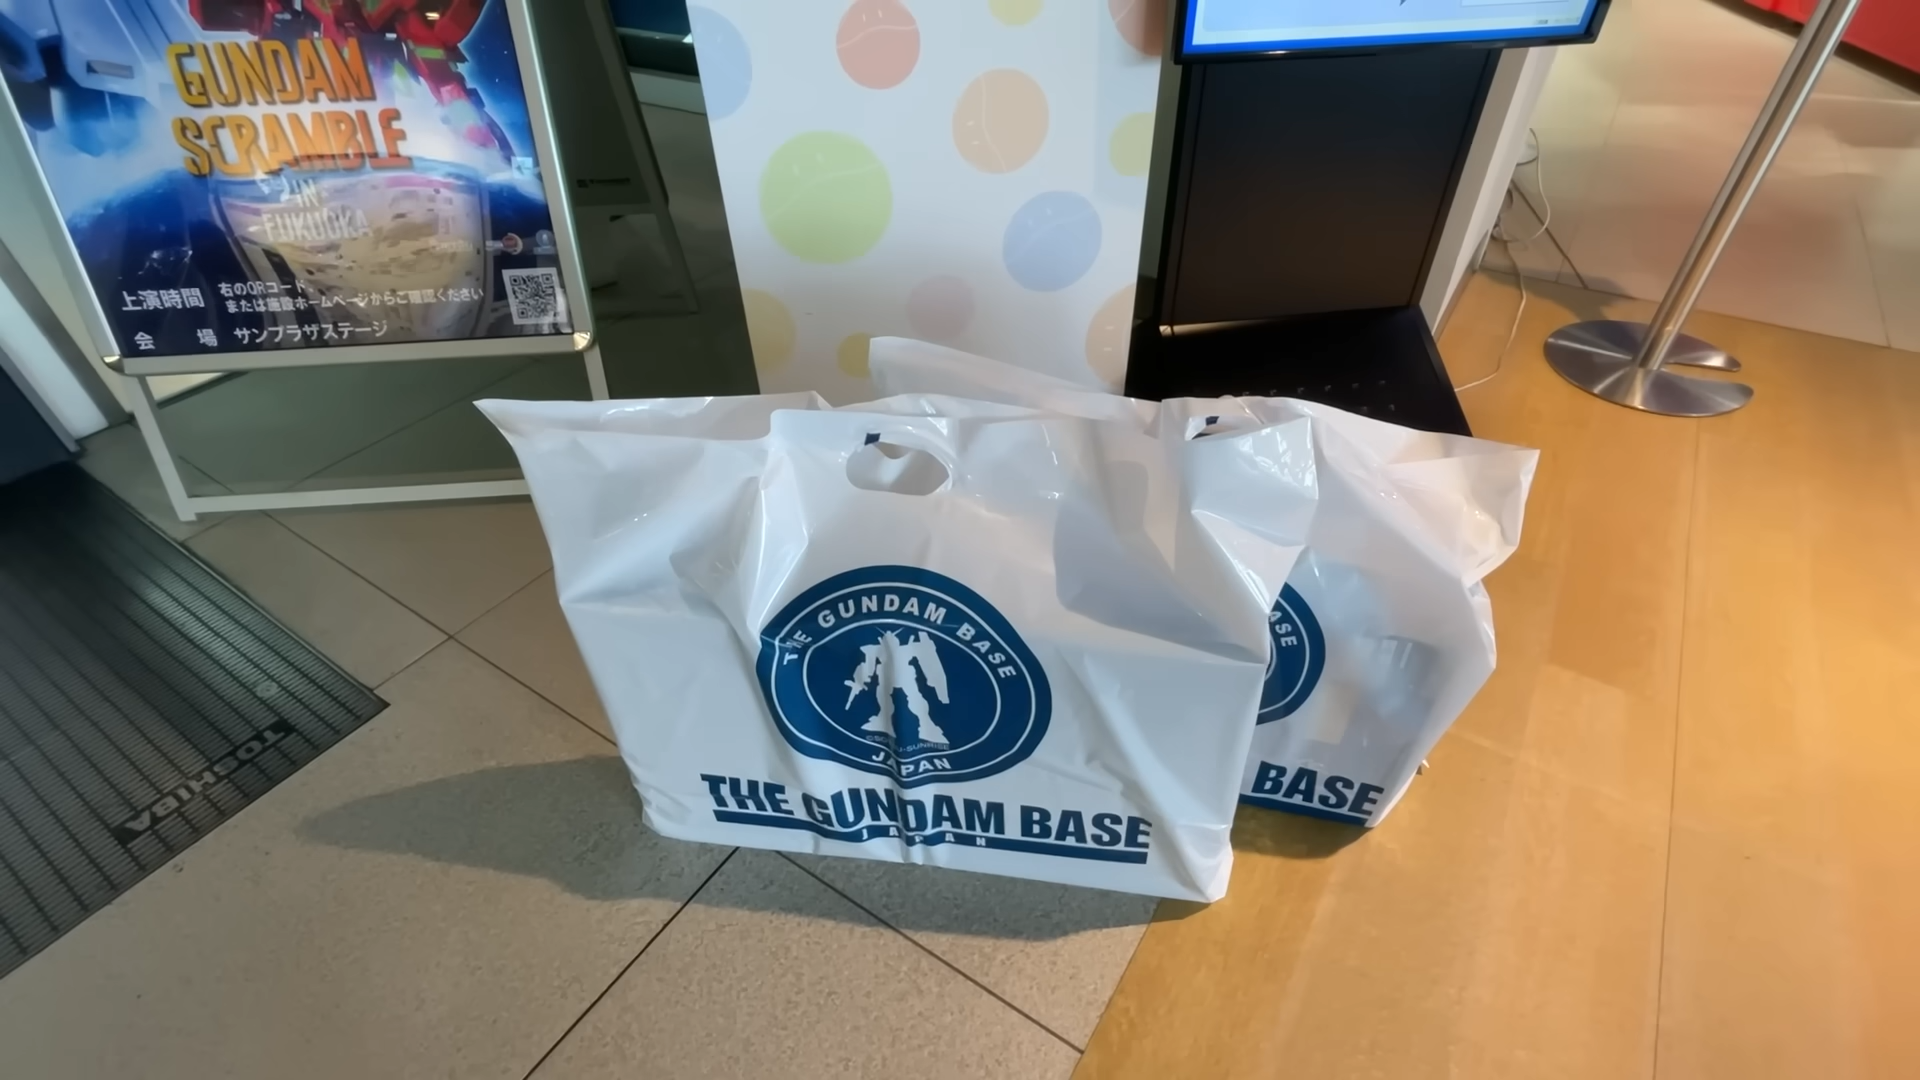 GUNDAM
SCRAMBLE
IN
FUKUOKA
上演時間
右のQRコード、
または施設ホームページからご確認ください
会 場
サンプラザステージ
THE GUNDAM BASE
JAPAN
THE GUNDAM BASE
JAPAN
ASE
BASE
TOSHIBA